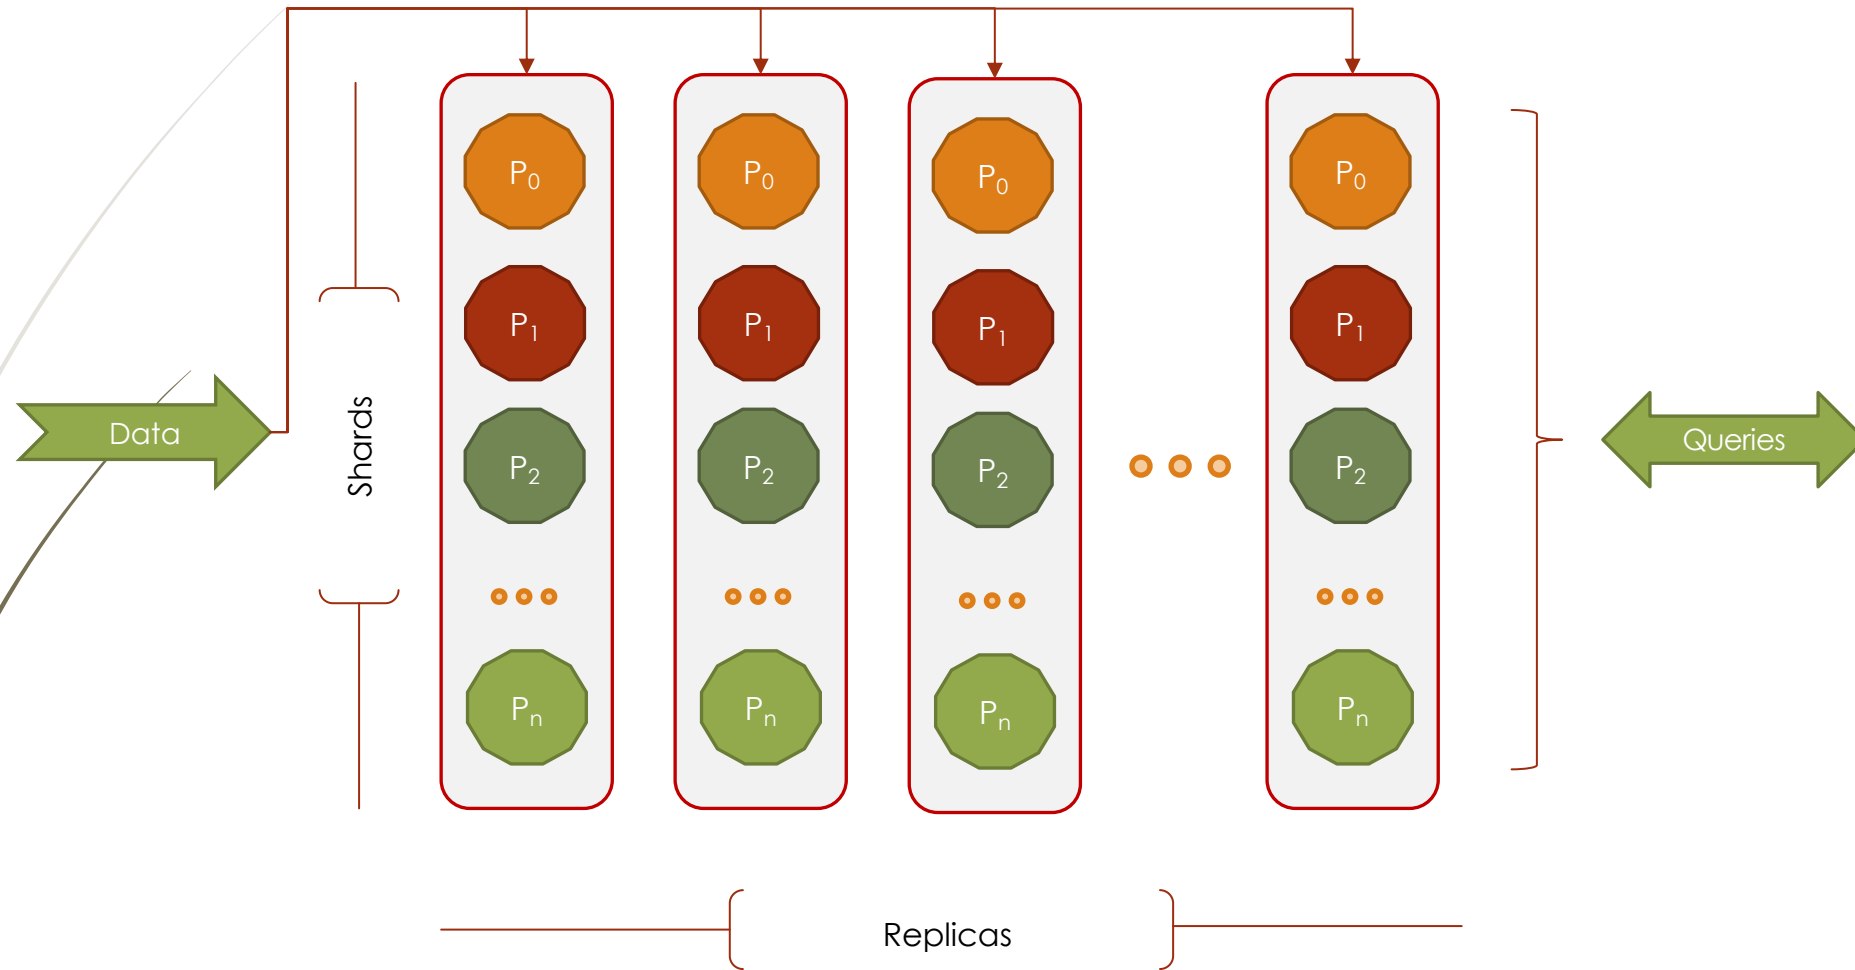 P0 P0 P0 P0
P1 P1 P1 P1
Data
Shards
P2 P2 P2 P2
Queries
Pn Pn Pn Pn
Replicas